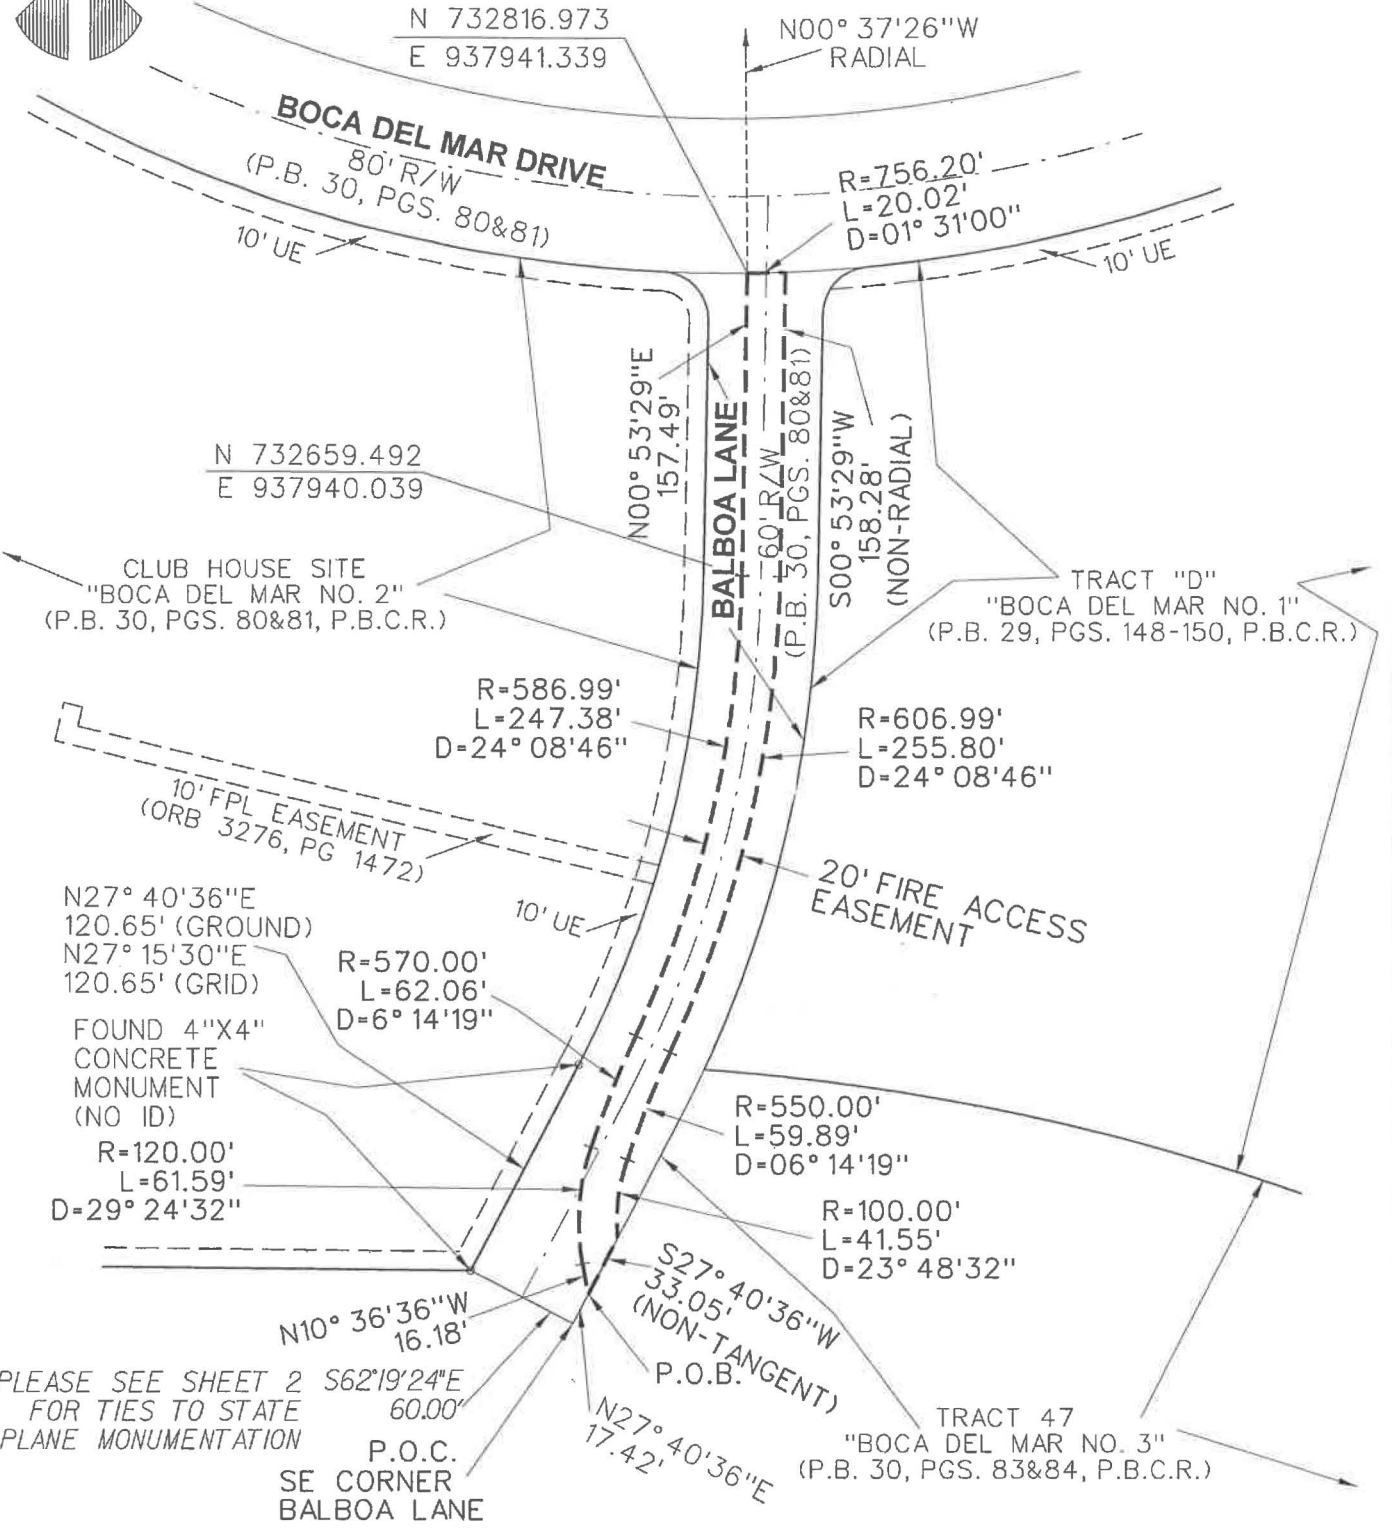 N 732816.973
E 937941.339
N00° 37'26"W
RADIAL
BOCA DEL MAR DRIVE
80' R/W
(P.B. 30, PGS. 80&81)
R=756.20'
L=20.02'
D=01° 31'00"
10' UE
10' UE
N00° 53'29"E
157.49'
BALBOA LANE
60' R/W
(P.B. 30, PGS. 80&81)
S00° 53'29"W
158.28'
(NON-RADIAL)
N 732659.492
E 937940.039
CLUB HOUSE SITE
"BOCA DEL MAR NO. 2"
(P.B. 30, PGS. 80&81, P.B.C.R.)
TRACT "D"
"BOCA DEL MAR NO. 1"
(P.B. 29, PGS. 148-150, P.B.C.R.)
R=586.99'
L=247.38'
D=24° 08'46"
R=606.99'
L=255.80'
D=24° 08'46"
10' FPL EASEMENT
(ORB 3276, PG 1472)
20' FIRE ACCESS
EASEMENT
10' UE
N27° 40'36"E
120.65' (GROUND)
N27° 15'30"E
120.65' (GRID)
R=570.00'
L=62.06'
D=6° 14'19"
FOUND 4"X4"
CONCRETE
MONUMENT
(NO ID)
R=550.00'
L=59.89'
D=06° 14'19"
R=120.00'
L=61.59'
D=29° 24'32"
R=100.00'
L=41.55'
D=23° 48'32"
S27° 40'36"W
33.05'
(NON-TANGENT)
N10° 36'36"W
16.18'
P.O.B.
PLEASE SEE SHEET 2
FOR TIES TO STATE
PLANE MONUMENTATION
S62°19'24"E
60.00'
N27° 40'36"E
17.42'
P.O.C.
SE CORNER
BALBOA LANE
TRACT 47
"BOCA DEL MAR NO. 3"
(P.B. 30, PGS. 83&84, P.B.C.R.)